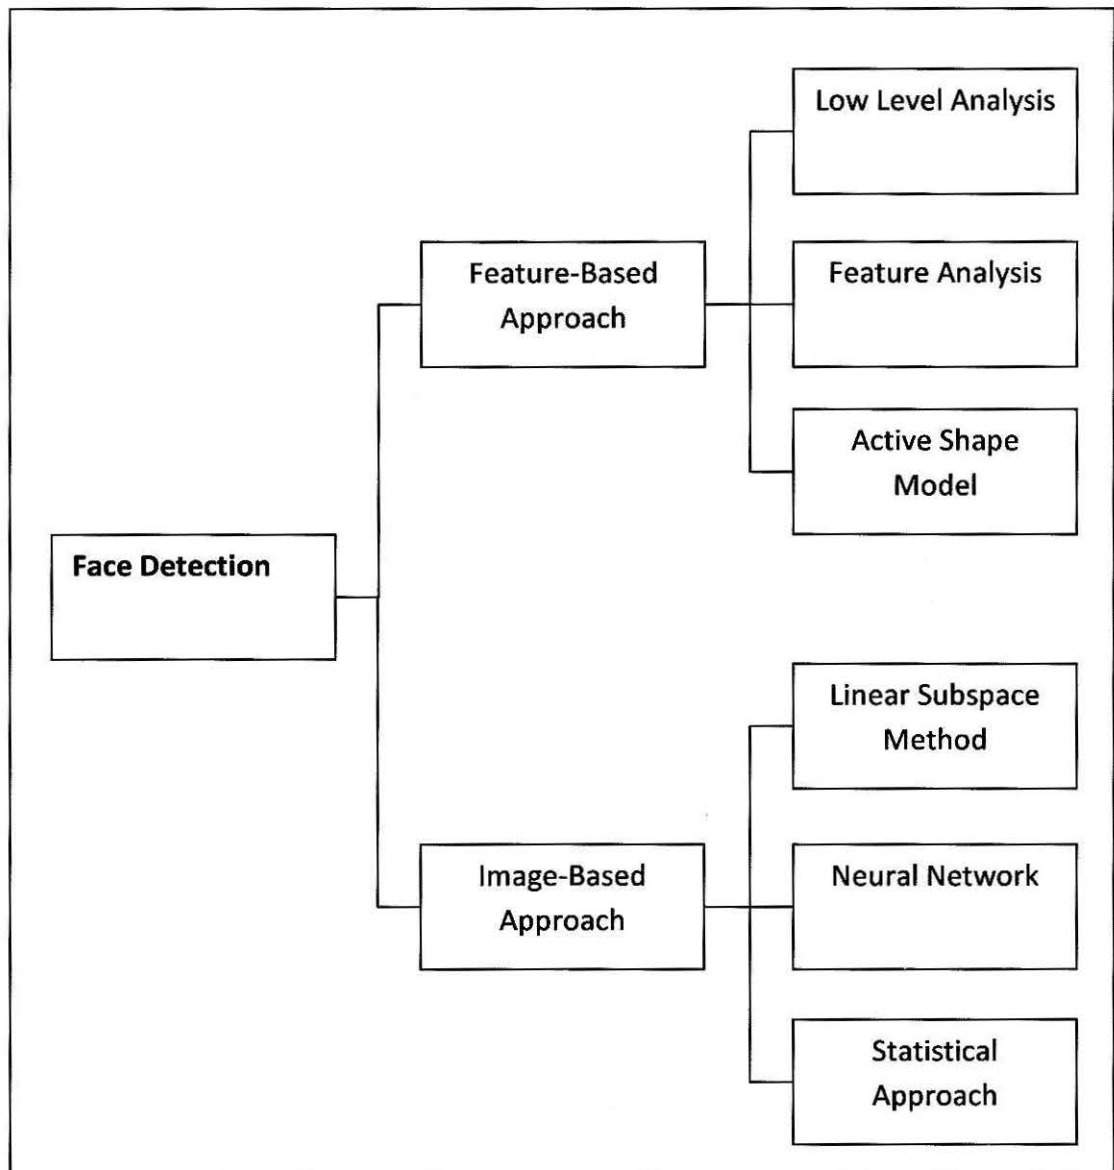 Low Level Analysis
Feature-Based
Approach
Feature Analysis
Active Shape
Model
Face Detection
Linear Subspace
Method
Image-Based
Approach
Neural Network
Statistical
Approach